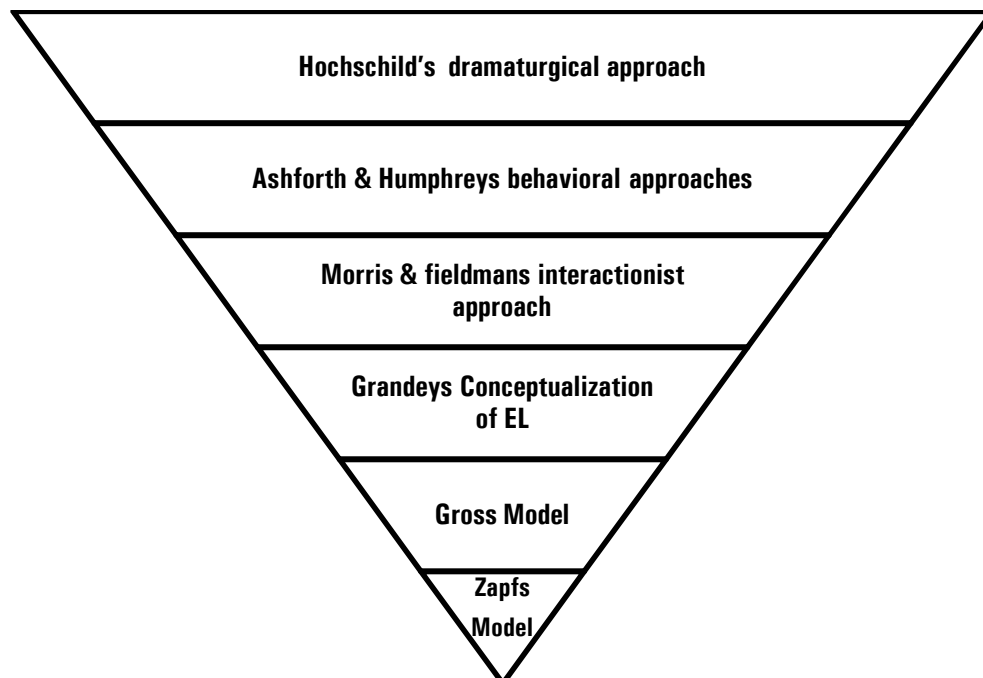 Hochschild's dramaturgical approach
Ashforth & Humphreys behavioral approaches
Morris & fieldmans interactionist
approach
Grandeys Conceptualization
of EL
Gross Model
Zapfs
Model